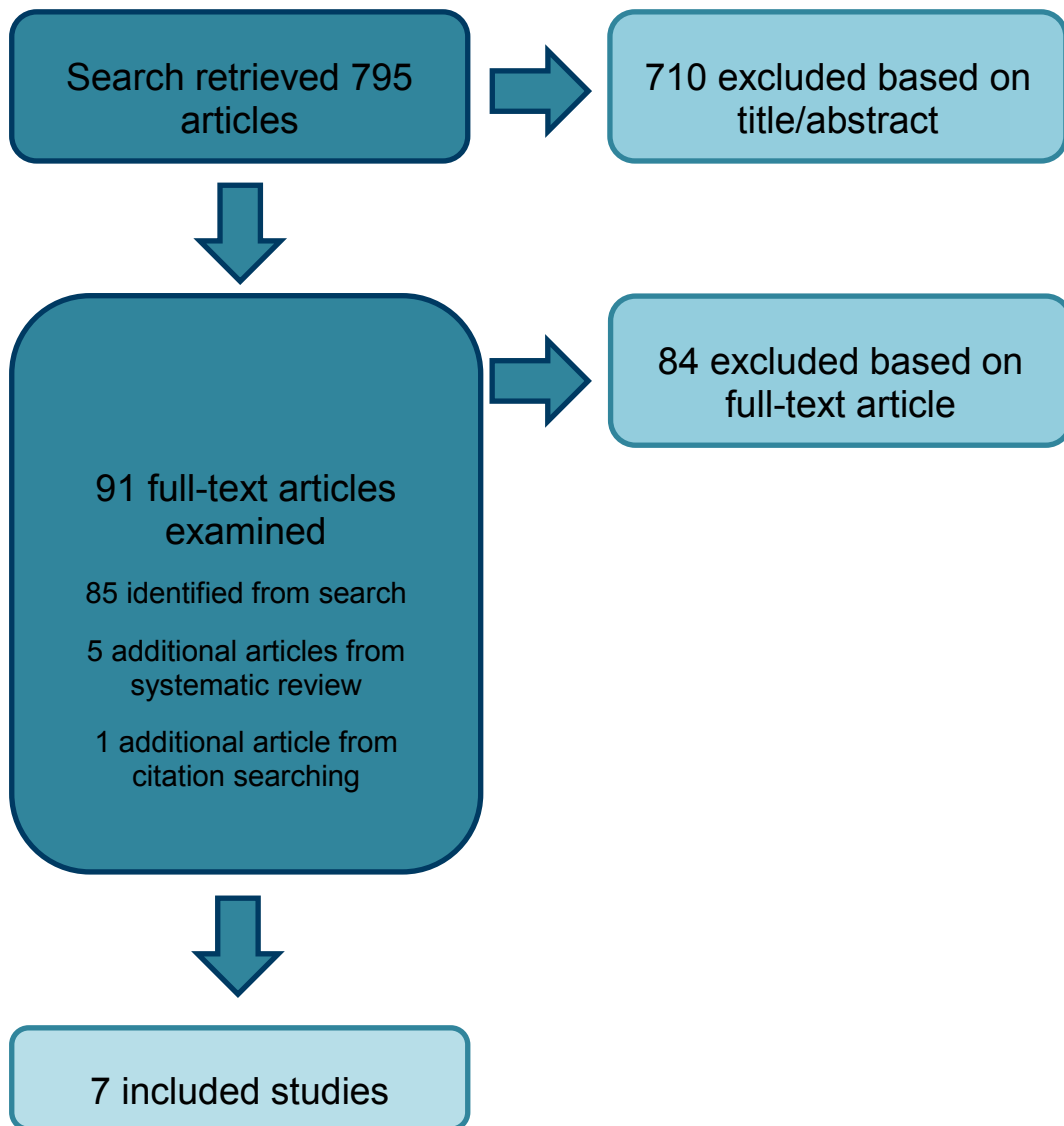 Search retrieved 795
articles
710 excluded based on
title/abstract
91 full-text articles
examined
85 identified from search
5 additional articles from
systematic review
1 additional article from
citation searching
84 excluded based on
full-text article
7 included studies